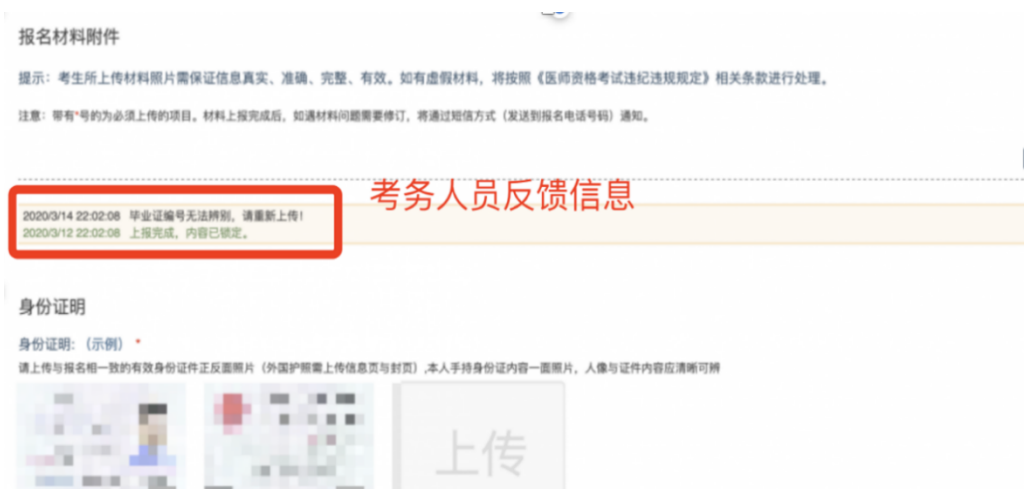 报名材料附件
提示：考生所上传材料照片需保证信息真实、准确、完整、有效。如有虚假材料，将按照《医师资格考试违纪违规规定》相关条款进行处理。
注意：带有*号的为必须上传的项目。材料上报完成后，如遇材料问题需要修订，将通过短信方式（发送到报名电话号码）通知。
考务人员反馈信息
2020/3/14 22:02:08 毕业证编号无法辨别，请重新上传！
2020/3/12 22:02:08 上报完成，内容已锁定。
身份证明
身份证明：（示例） *
请上传与报名相一致的有效身份证件正反面照片（外国护照需上传信息页与封页）,本人手持身份证内容一面照片，人像与证件内容应清晰可辨
上传